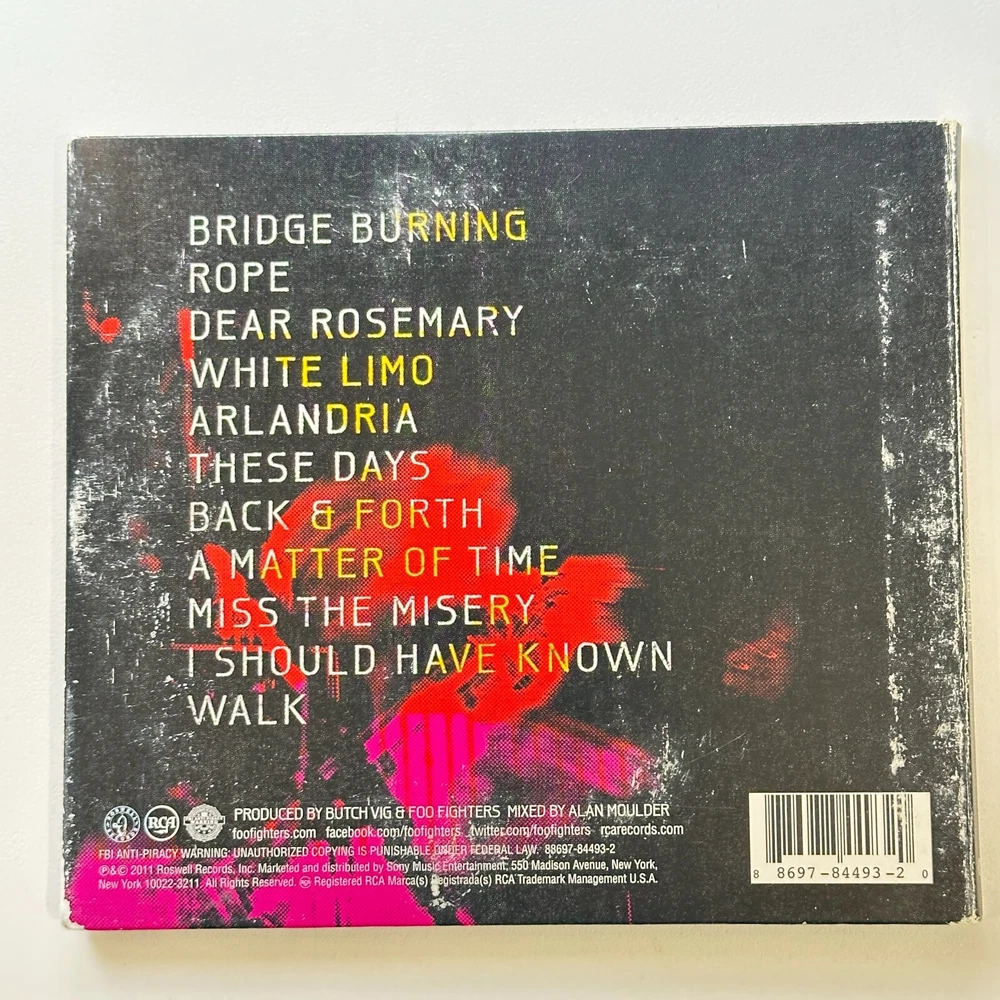 BRIDGE BURNING
ROPE
DEAR ROSEMARY
WHITE LIMO
ARLANDRIA
THESE DAYS
BACK & FORTH
A MATTER OF TIME
MISS THE MISERY
I SHOULD HAVE KNOWN
WALK
RCA
PRODUCED BY BUTCH VIG & FOO FIGHTERS MIXED BY ALAN MOULDER
foofighters.com facebook.com/foofighters twitter.com/foofighters rcarecords.com
FBI ANTI-PIRACY WARNING: UNAUTHORIZED COPYING IS PUNISHABLE UNDER FEDERAL LAW. 88697-84493-2
℗&© 2011 Roswell Records, Inc. Marketed and distributed by Sony Music Entertainment, 550 Madison Avenue, New York,
New York 10022-3211. All Rights Reserved. Registered RCA Marca(s) Registrada(s) RCA Trademark Management U.S.A.
8 8697-84493-2 0